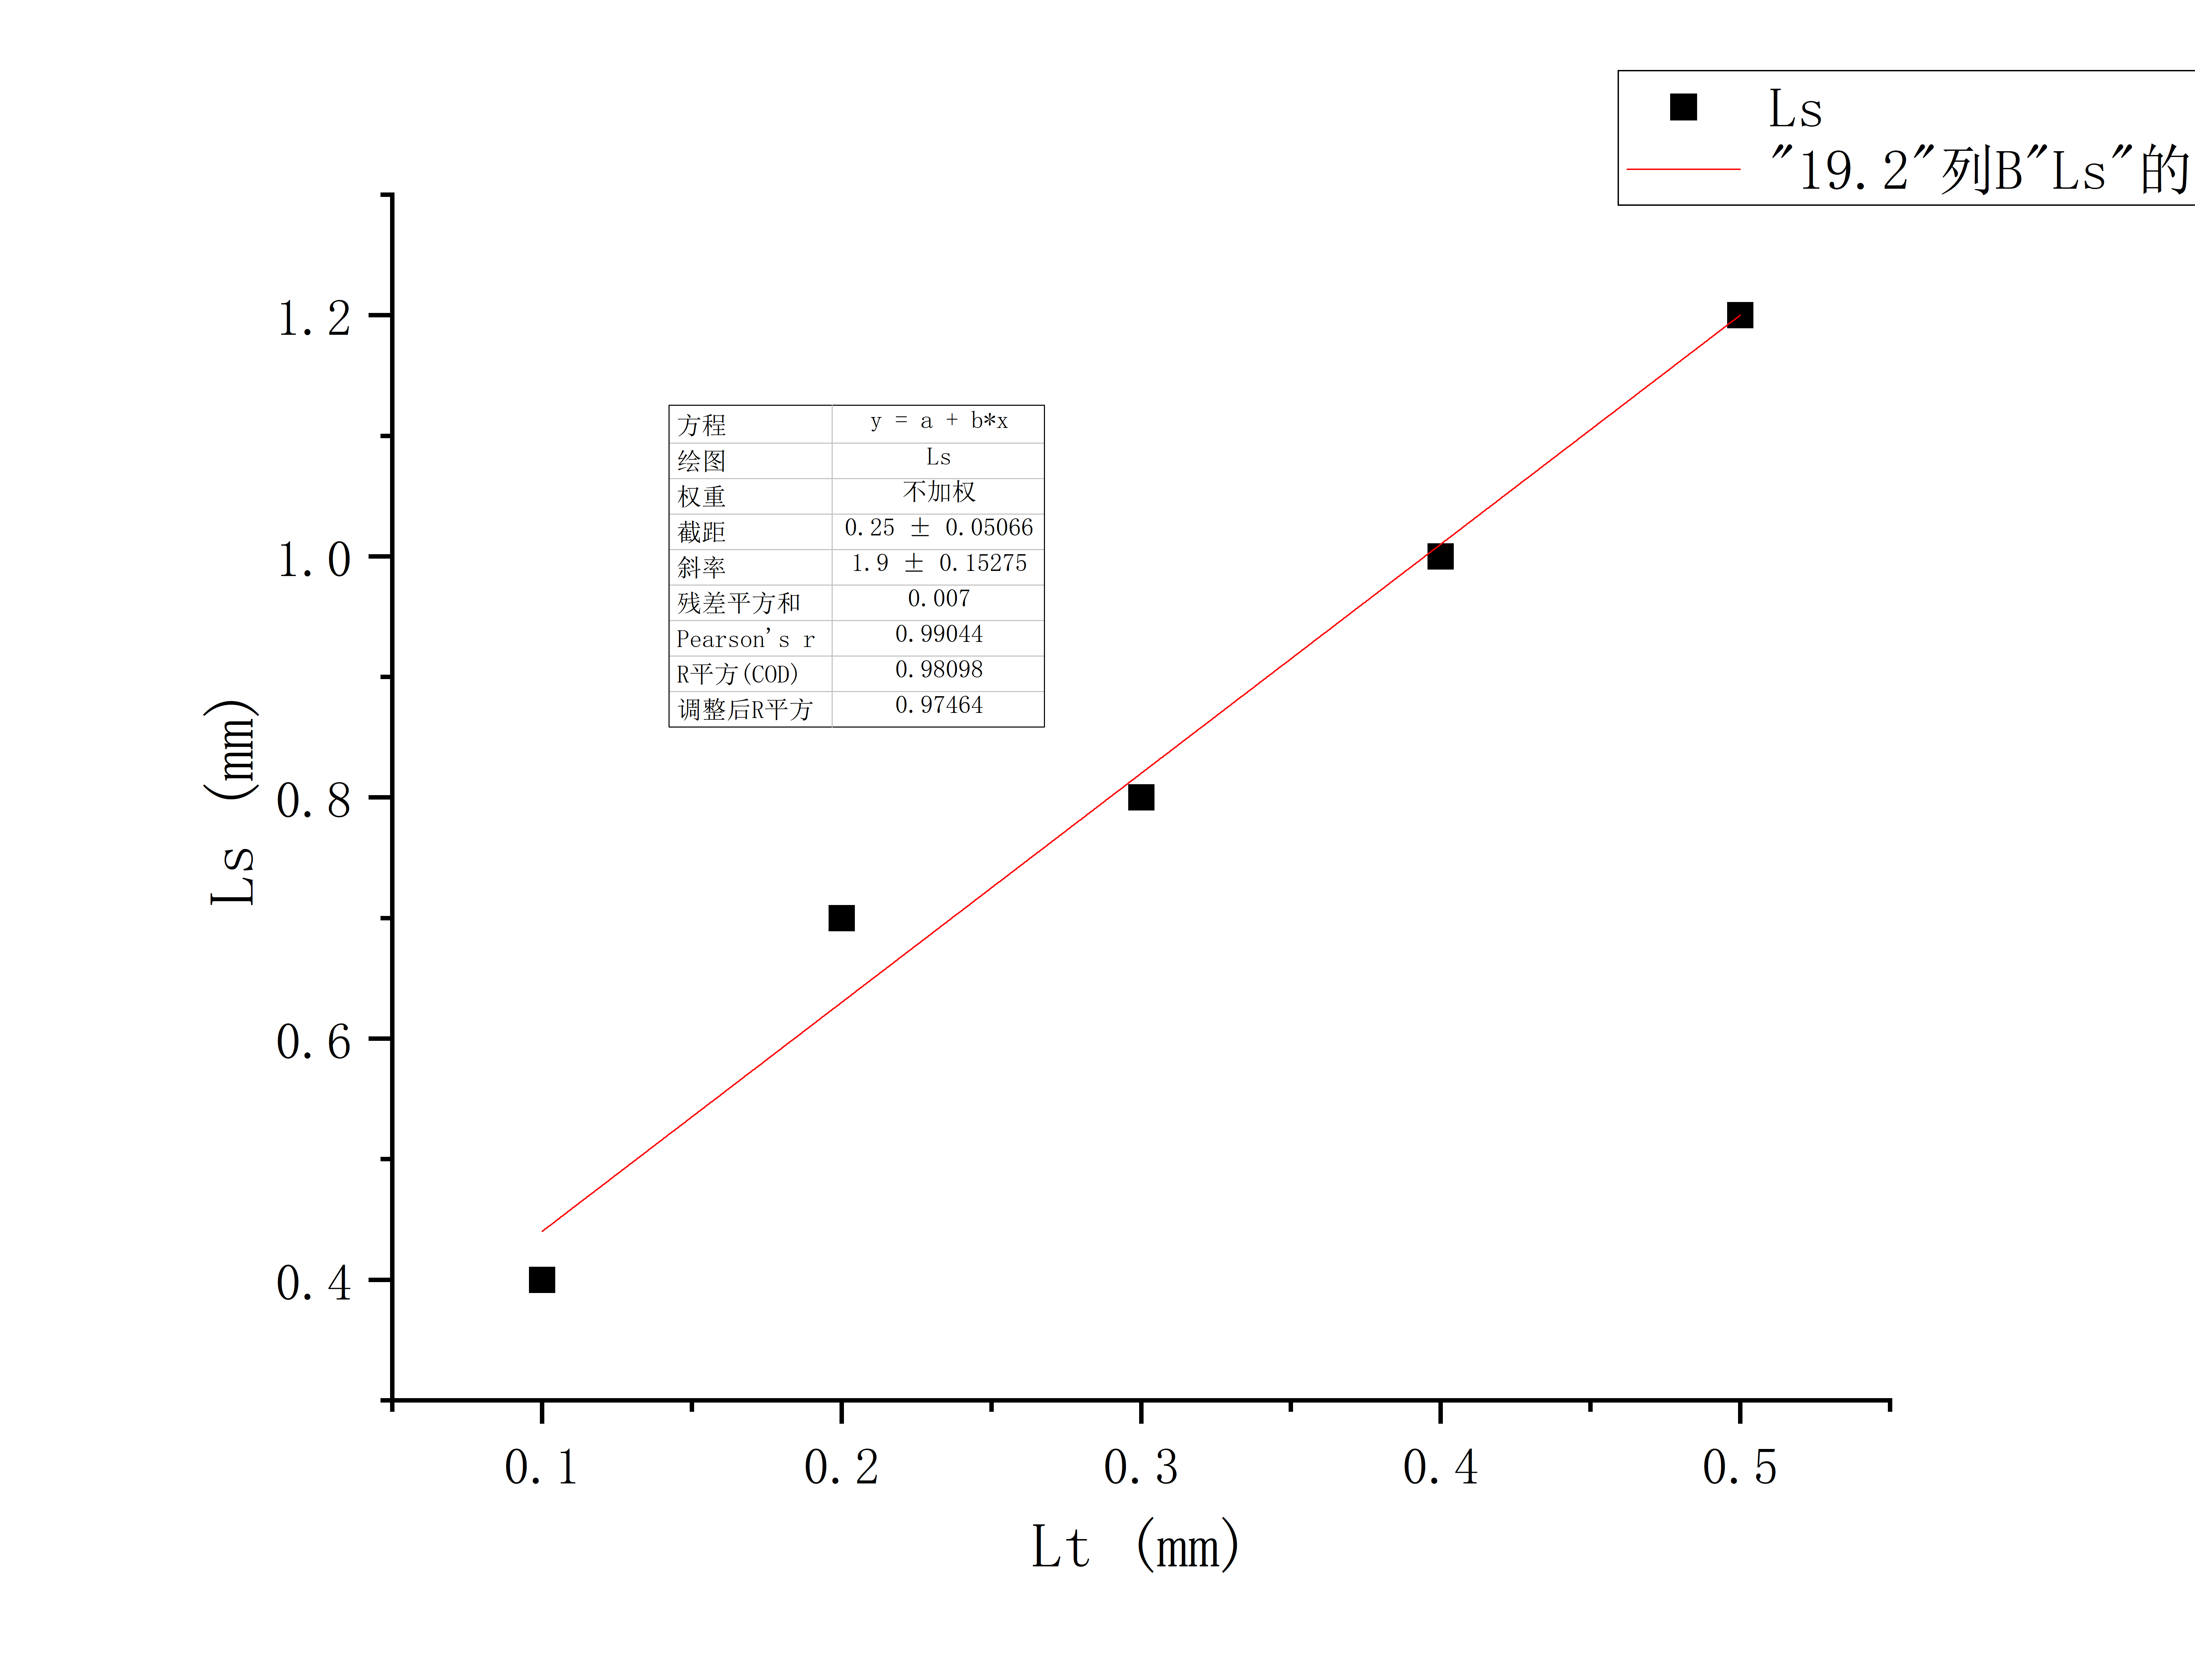 Ls
"19.2"列B"Ls"的
1.2
1.0
0.8
0.6
0.4
Ls (mm)
方程 y = a + b*x
绘图 Ls
权重 不加权
截距 0.25 ± 0.05066
斜率 1.9 ± 0.15275
残差平方和 0.007
Pearson's r 0.99044
R平方(COD) 0.98098
调整后R平方 0.97464
0.1 0.2 0.3 0.4 0.5
Lt (mm)